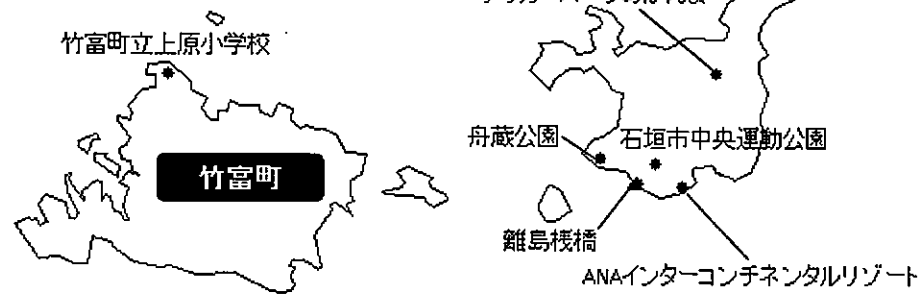 竹富町立上原小学校
竹富町
舟蔵公園
石垣市中央運動公園
離島桟橋
ANAインターコンチネンタルリゾート